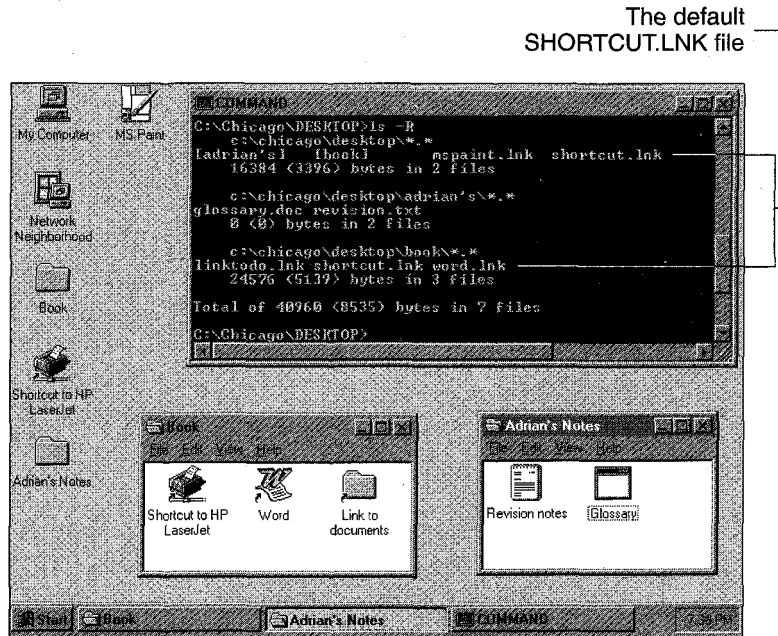 The default
SHORTCUT.LNK file
My Computer
MS Paint
COMMAND
C:\Chicago\DESKTOP>ls -R
c:\chicago\desktop\*.*
[adrian's] [book] mspaint.lnk shortcut.lnk
16384 (3396) bytes in 2 files
c:\chicago\desktop\adrian's\*.*
glossary.doc revision.txt
0 (0) bytes in 2 files
c:\chicago\desktop\book\*.*
linktodo.lnk shortcut.lnk word.lnk
24576 (5139) bytes in 3 files
Total of 40960 (8535) bytes in 7 files
C:\Chicago\DESKTOP>
Network
Neighborhood
Book
Shortcut to HP
LaserJet
Adrian's Notes
Book
File Edit View Help
Shortcut to HP
LaserJet
Word
Link to
documents
Adrian's Notes
File Edit View Help
Revision notes
Glossary
Start
Book
Adrian's Notes
COMMAND